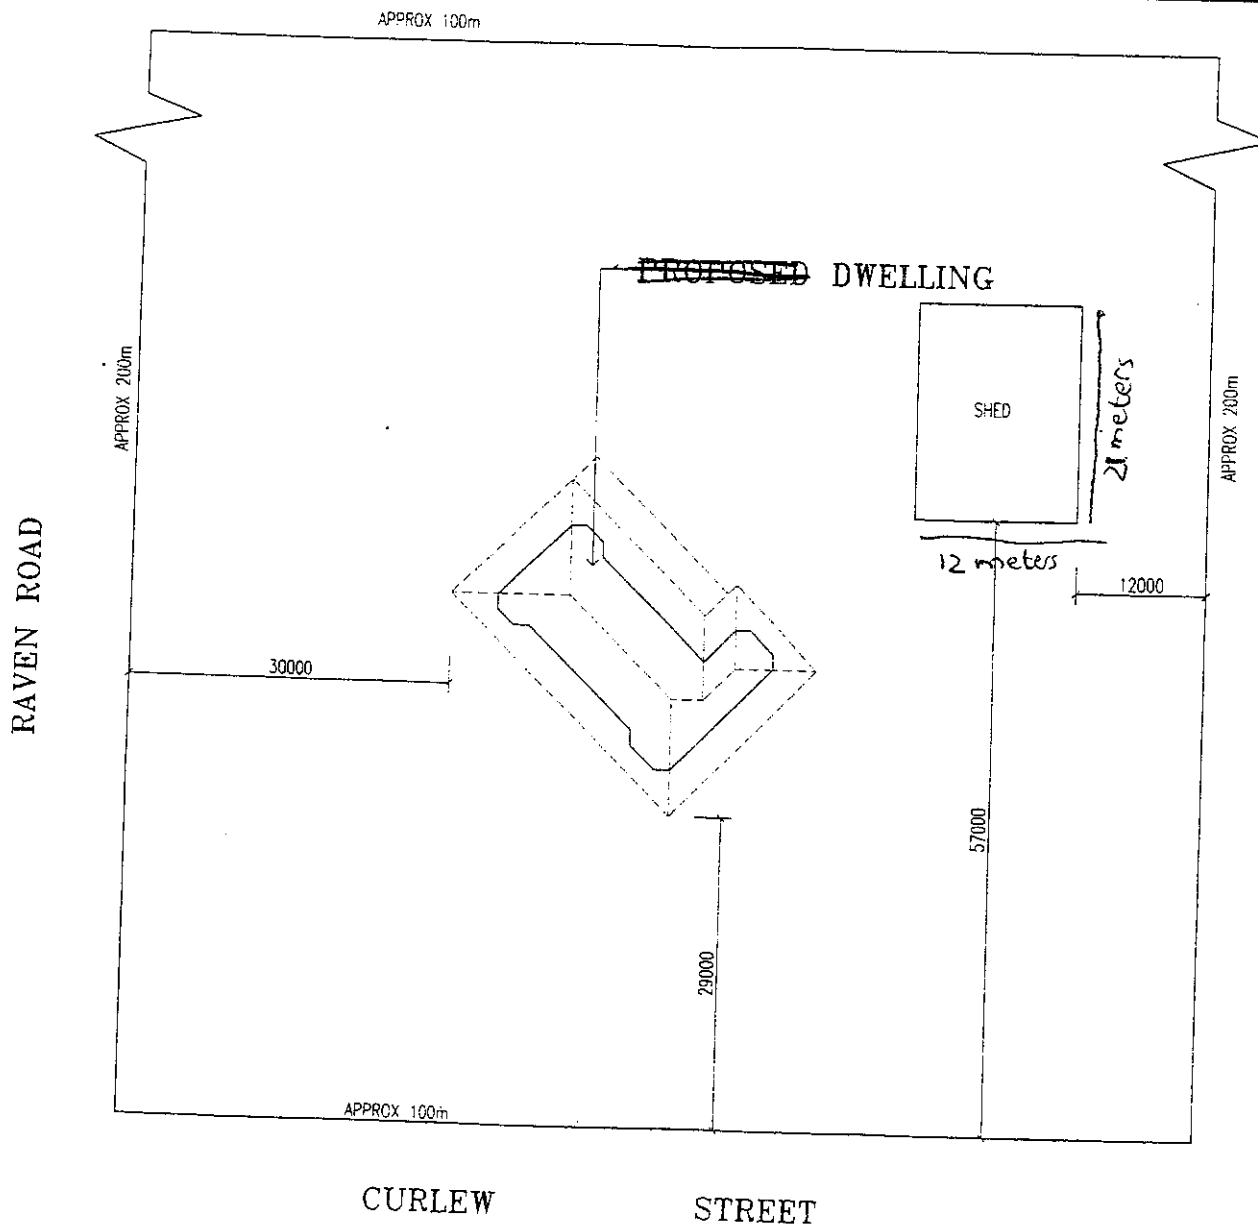 APPROX 100m
PROPOSED DWELLING
APPROX 200m
SHED
21 meters
APPROX 200m
12 meters
12000
RAVEN ROAD
30000
57000
29000
APPROX 100m
CURLEW STREET